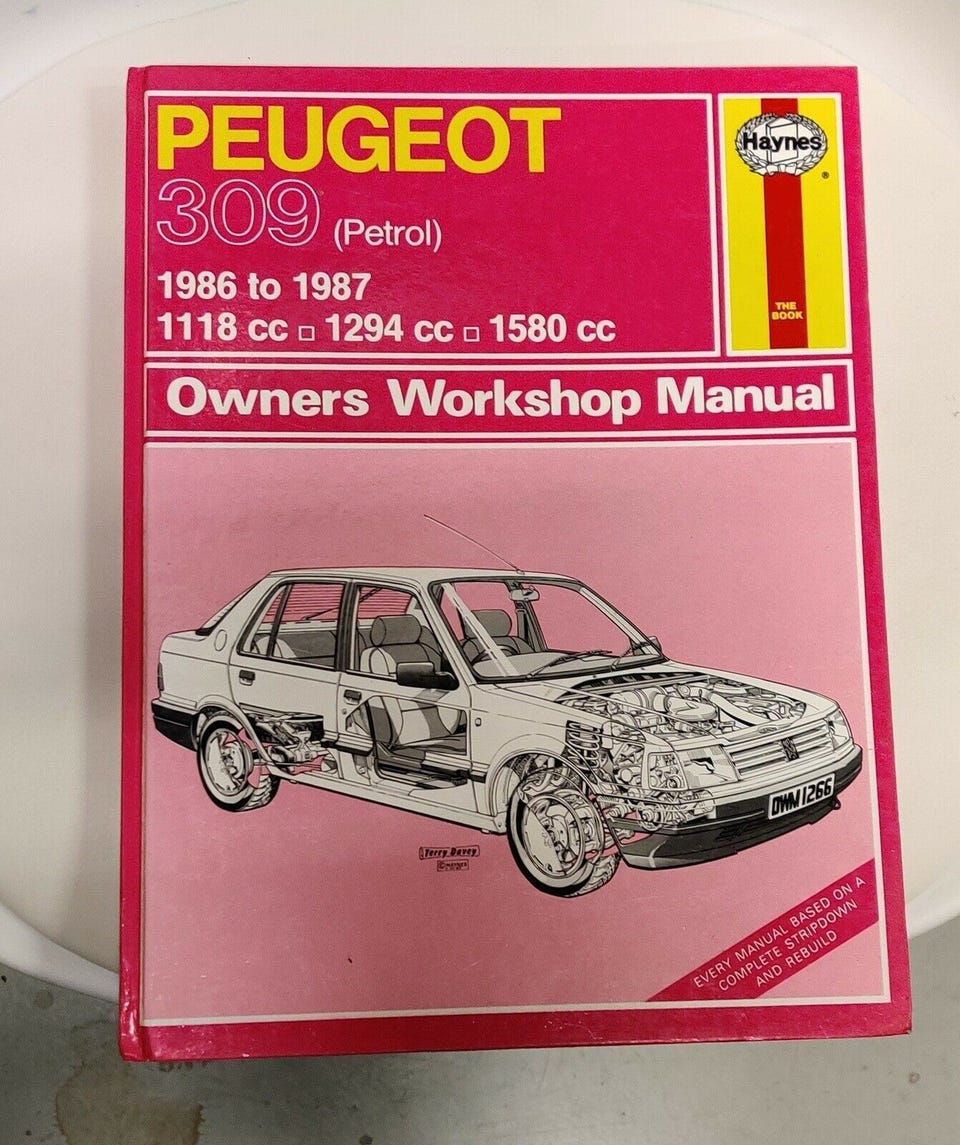 PEUGEOT
309 (Petrol)
1986 to 1987
1118 cc □ 1294 cc □ 1580 cc
Haynes
®
THE
BOOK
Owners Workshop Manual
OWM 1266
Terry Davey
© HAYNES
EVERY MANUAL BASED ON A
COMPLETE STRIPDOWN
AND REBUILD